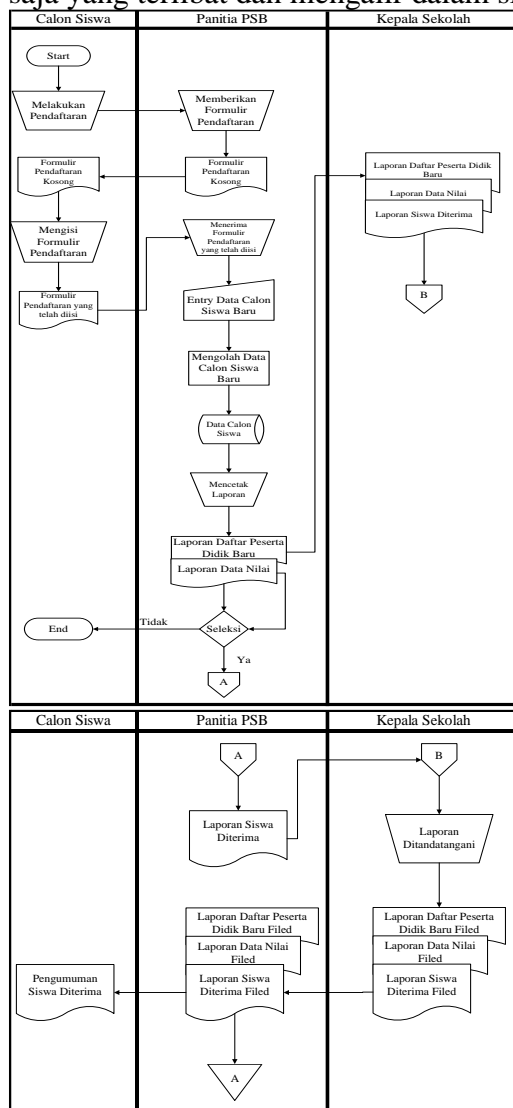 saja yang terlibat dan mengalir dalam si
Calon Siswa
Panitia PSB
Kepala Sekolah
Start
Melakukan
Pendaftaran
Memberikan
Formulir
Pendaftaran
Formulir
Pendaftaran
Kosong
Formulir
Pendaftaran
Kosong
Laporan Daftar Peserta Didik
Baru
Laporan Data Nilai
Laporan Siswa Diterima
Mengisi
Formulir
Pendaftaran
Menerima
Formulir
Pendaftaran
yang telah diisi
B
Formulir
Pendaftaran yang
telah diisi
Entry Data Calon
Siswa Baru
Mengolah Data
Calon Siswa
Baru
Data Calon
Siswa
Mencetak
Laporan
Laporan Daftar Peserta
Didik Baru
Laporan Data Nilai
End
Tidak
Seleksi
Ya
A
Calon Siswa
Panitia PSB
Kepala Sekolah
A
B
Laporan Siswa
Diterima
Laporan
Ditandatangani
Laporan Daftar Peserta
Didik Baru Filed
Laporan Data Nilai
Filed
Laporan Siswa
Diterima Filed
Laporan Daftar Peserta
Didik Baru Filed
Laporan Data Nilai
Filed
Laporan Siswa
Diterima Filed
Pengumuman
Siswa Diterima
A